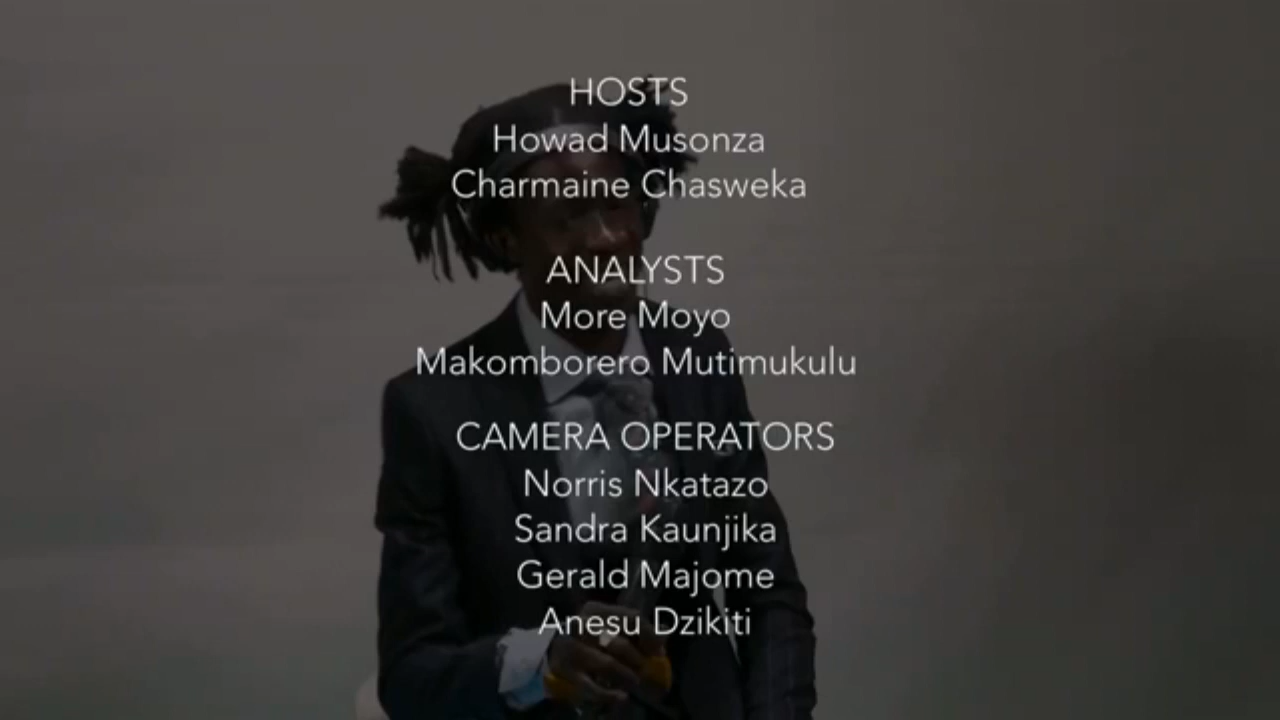 HOSTS
Howad Musonza
Charmaine Chasweka
ANALYSTS
More Moyo
Makomborero Mutimukulu
CAMERA OPERATORS
Norris Nkatazo
Sandra Kaunjika
Gerald Majome
Anesu Dzikiti